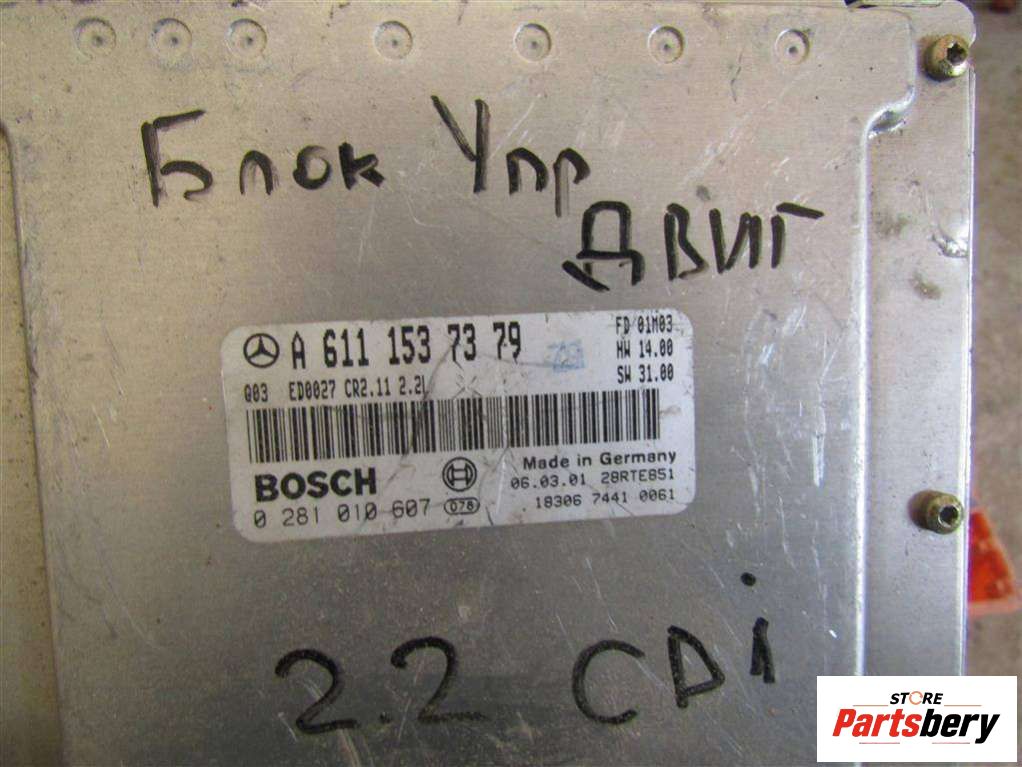 Блок Упр
Двиг
A 611 153 73 79
FD 01M03
HW 14.00
SW 31.00
Q03 ED0027 CR2.11 2.2l
BOSCH
Made in Germany
06.03.01 28RTE851
0 281 010 607 078
18306 7441 0061
2.2 CDi
STORE
Partsbery